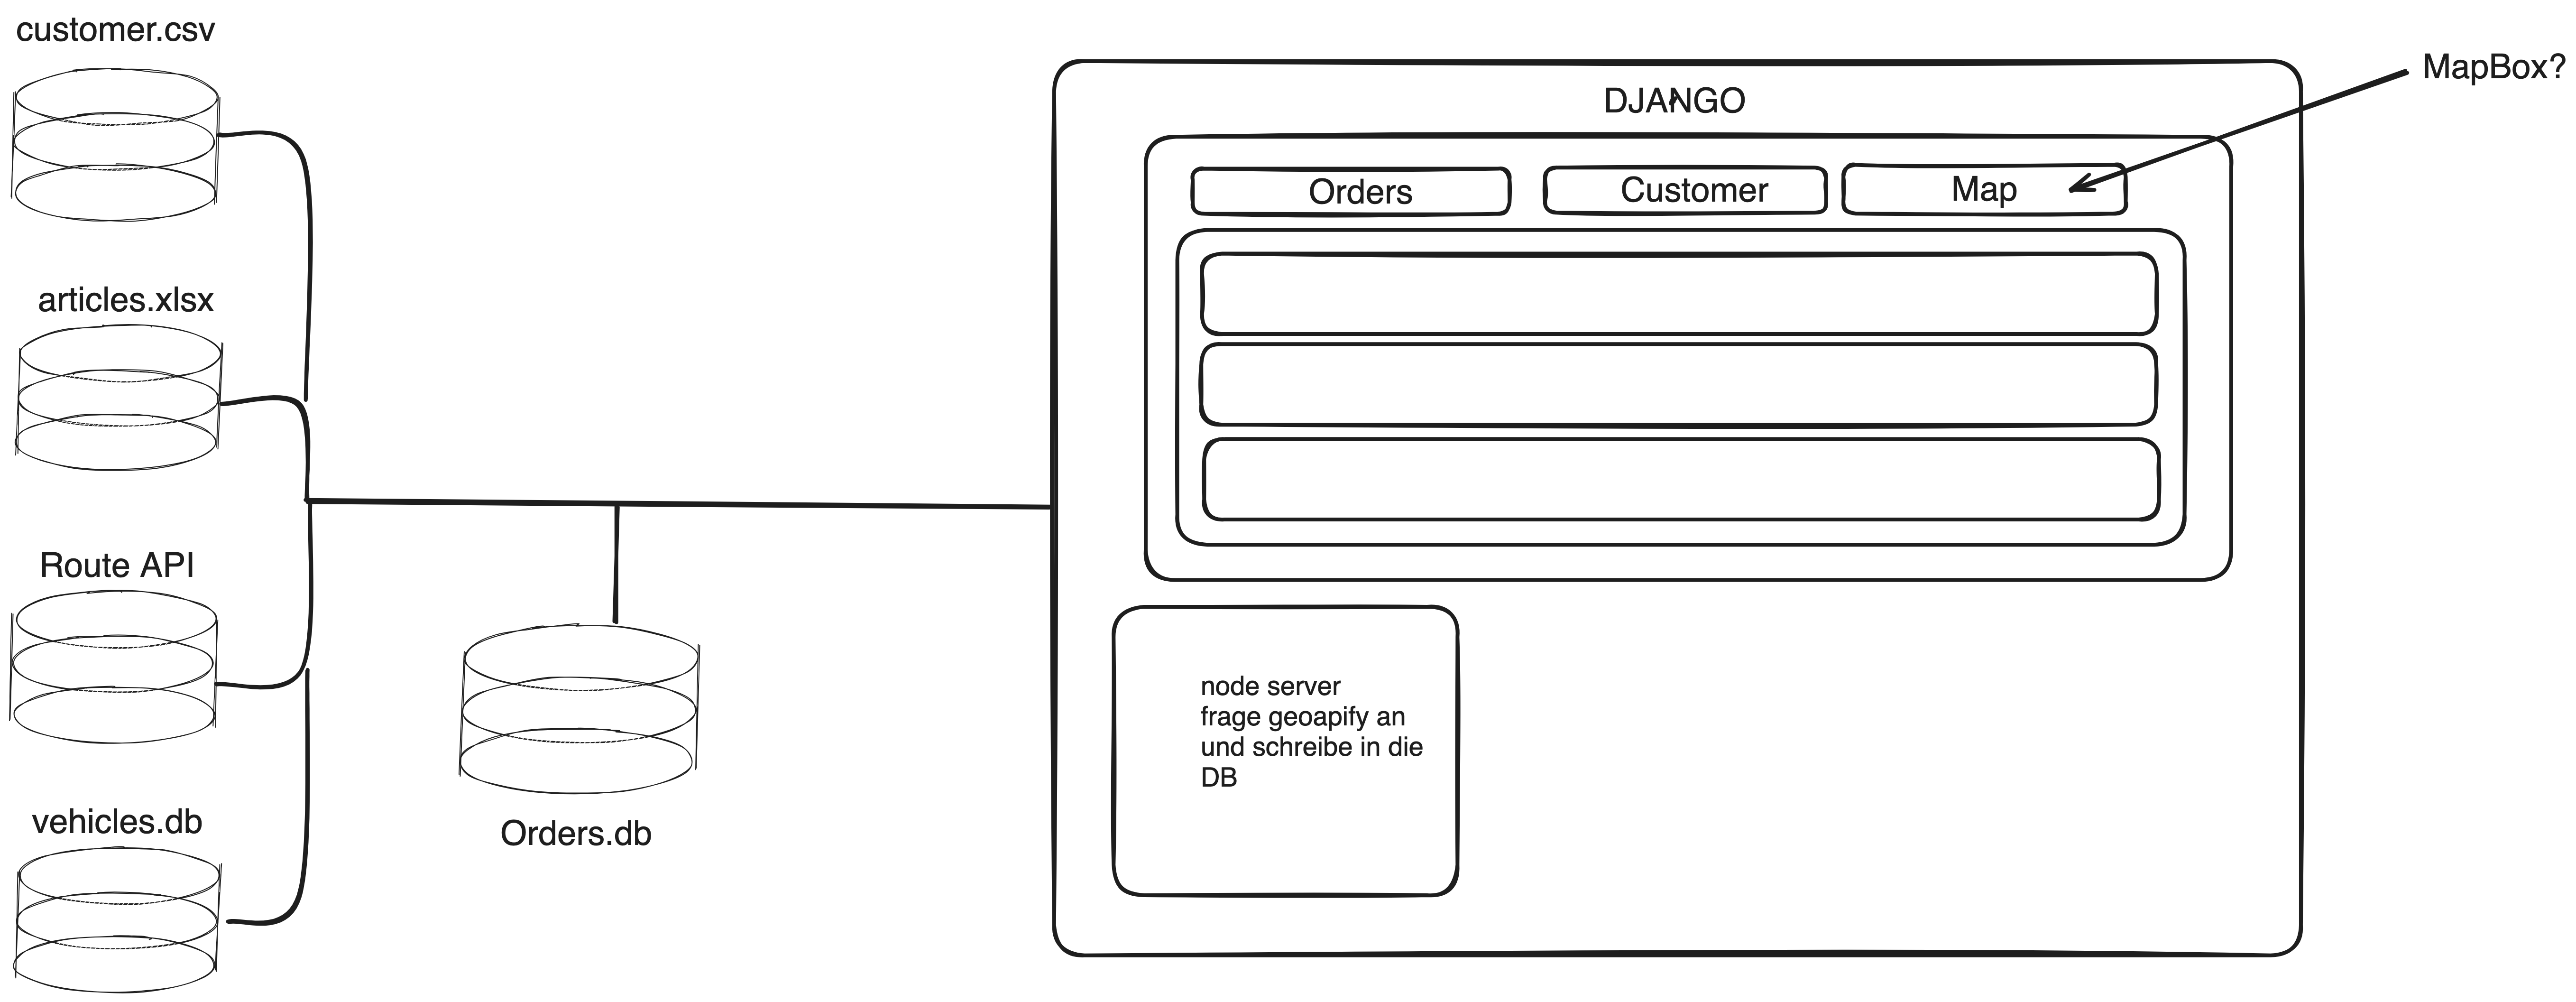 customer.csv
articles.xlsx
Route API
vehicles.db
Orders.db
DJANGO
Orders
Customer
Map
MapBox?
node server
frage geoapify an
und schreibe in die
DB